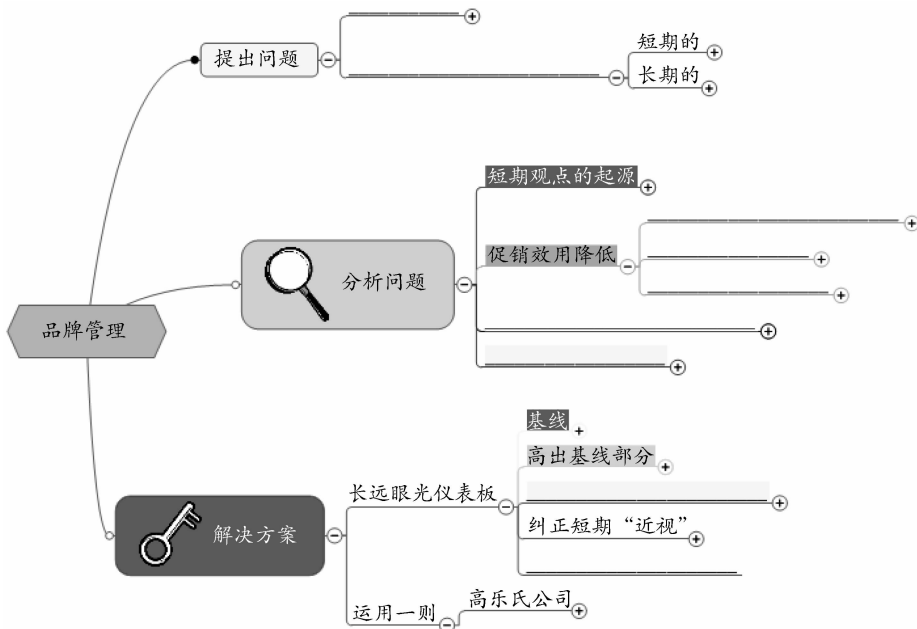 提出问题
短期的
长期的
短期观点的起源
促销效用降低
分析问题
品牌管理
基线
高出基线部分
长远眼光仪表板
纠正短期“近视”
解决方案
运用一则
高乐氏公司